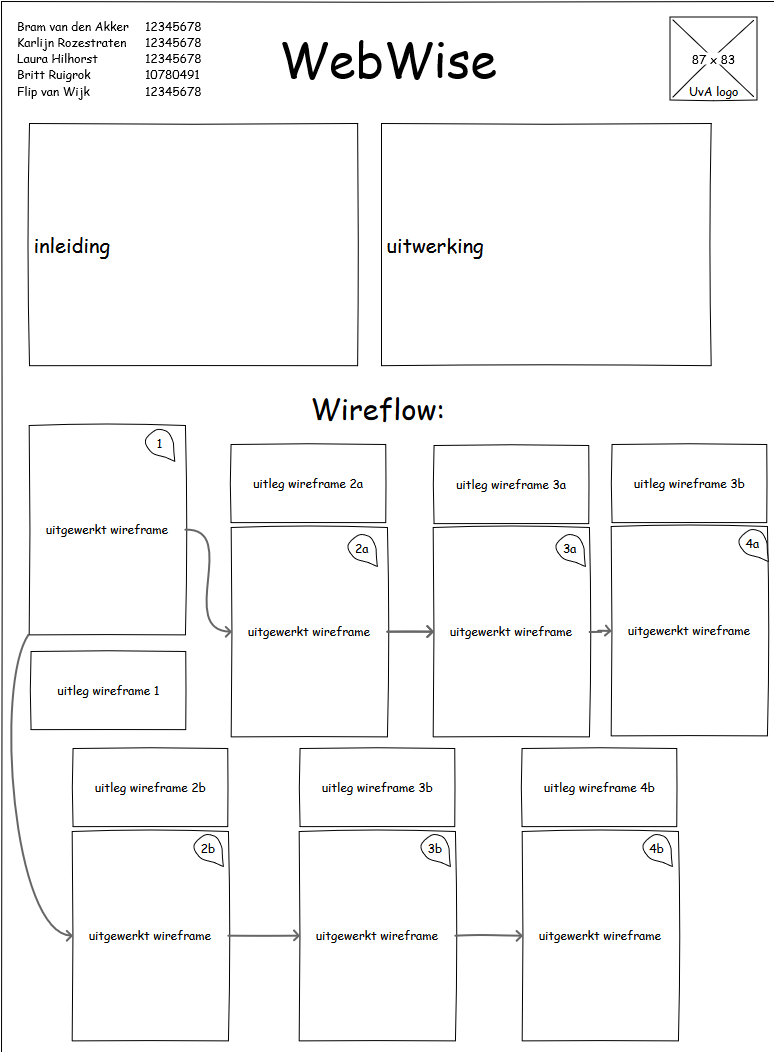 Bram van den Akker 12345678
Karlijn Rozestraten 12345678
Laura Hilhorst 12345678
Britt Ruigrok 10780491
Flip van Wijk 12345678
WebWise
87 x 83
UvA logo
inleiding
uitwerking
Wireflow:
1
uitgewerkt wireframe
uitleg wireframe 1
uitleg wireframe 2a
2a
uitgewerkt wireframe
uitleg wireframe 3a
3a
uitgewerkt wireframe
uitleg wireframe 3b
4a
uitgewerkt wireframe
uitleg wireframe 2b
2b
uitgewerkt wireframe
uitleg wireframe 3b
3b
uitgewerkt wireframe
uitleg wireframe 4b
4b
uitgewerkt wireframe